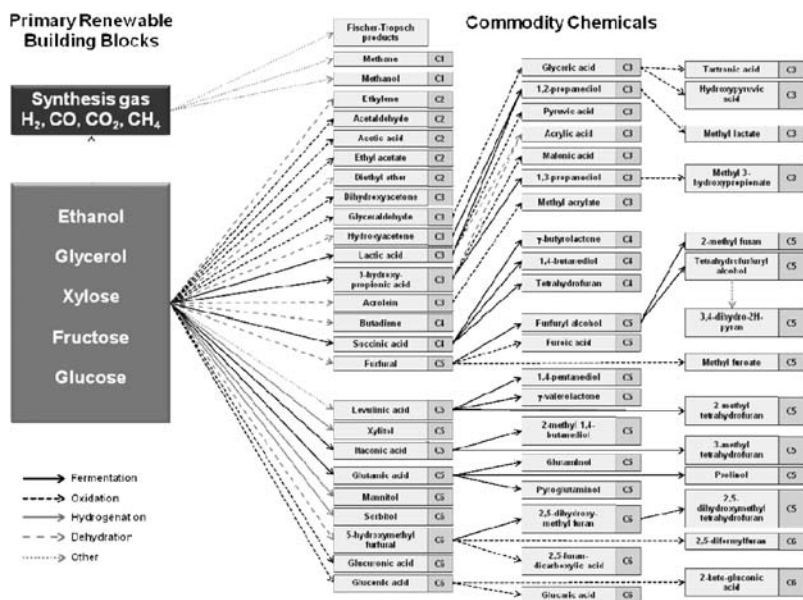 Primary Renewable
Building Blocks
Commodity Chemicals
Synthesis gas
H₂, CO, CO₂, CH₄
Ethanol
Glycerol
Xylose
Fructose
Glucose
Fermentation
Oxidation
Hydrogenation
Dehydration
Other
Fischer-Tropsch
products
Methane C1
Methanol C1
Ethylene C2
Acetaldehyde C2
Acetic acid C2
Ethyl acetate C2
Diethyl ether C2
Dihydroxyacetone C3
Glyceraldehyde C3
Hydroxyacetone C3
Lactic acid C3
3-hydroxy-
propionic acid C3
Acrolein C3
Butadiene C4
Succinic acid C4
Furfural C5
Levulinic acid C5
Xylitol C5
Itaconic acid C5
Glutamic acid C5
Mannitol C6
Sorbitol C6
5-hydroxymethyl
furfural C6
Glucuronic acid C6
Gluconic acid C6
Glyceric acid C3
1,2-propanediol C3
Pyruvic acid C3
Acrylic acid C3
Malonic acid C3
1,3-propanediol C3
Methyl acrylate C3
γ-butyrolactone C4
1,4-butanediol C4
Tetrahydrofuran C4
Furfuryl alcohol C5
Furoic acid C5
1,4-pentanediol C5
γ-valerolactone C5
2-methyl 1,4-
butanediol C5
Glutaminol C5
Pyroglutaminol C5
2,5-dihydroxy-
methyl furan C6
2,5-furan-
dicarboxylic acid C6
Glucaric acid C6
Tartronic acid C3
Hydroxypyruvic
acid C3
Methyl lactate C3
Methyl 3-
hydroxypropionate C3
2-methyl furan C5
Tetrahydrofurfuryl
alcohol C5
3,4-dihydro-2H-
pyran C5
Methyl furoate C5
2-methyl
tetrahydrofuran C5
3-methyl
tetrahydrofuran C5
Prolinol C5
2,5-
dihydroxymethyl
tetrahydrofuran C5
2,5-diformylfuran C6
2-keto-gluconic
acid C6